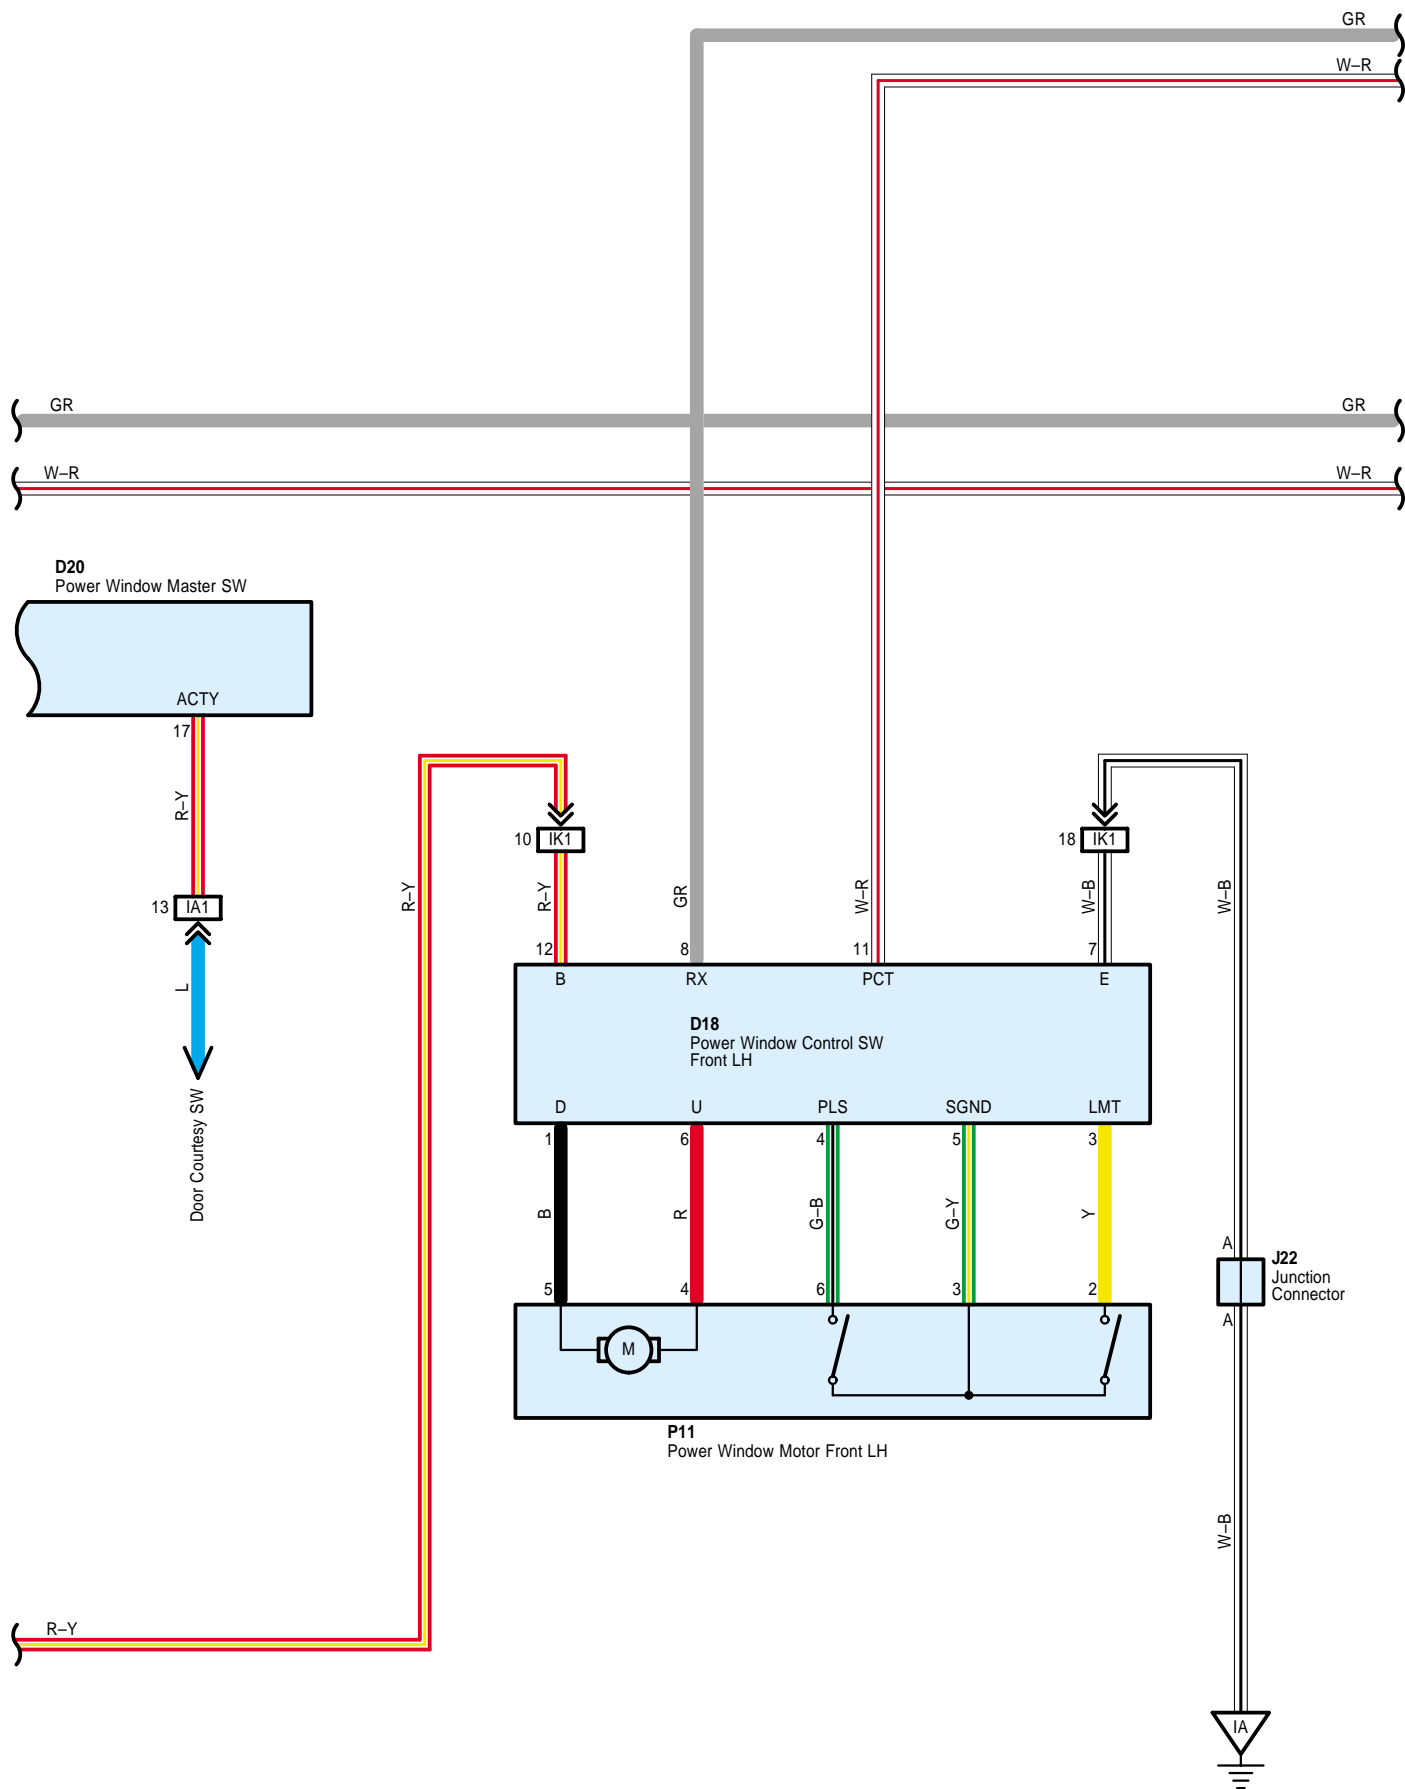 GR
W–R
GR
GR
W–R
W–R
D20
Power Window Master SW
ACTY
17
R–Y
13
IA1
L
Door Courtesy SW
R–Y
10
IK1
18
IK1
R–Y
GR
W–R
W–B
W–B
12
8
11
7
B
RX
PCT
E
D18
Power Window Control SW
Front LH
D
U
PLS
SGND
LMT
1
6
4
5
3
B
R
G–B
G–Y
Y
5
4
6
3
2
M
P11
Power Window Motor Front LH
A
J22
Junction
Connector
A
W–B
R–Y
IA